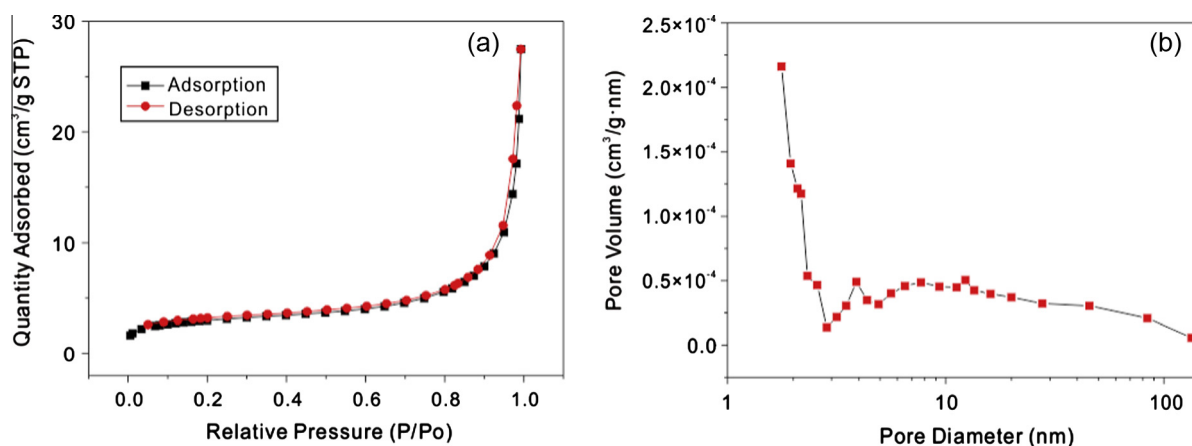 (a)
Quantity Adsorbed (cm³/g STP)
30
20
10
0
Adsorption
Desorption
0.0 0.2 0.4 0.6 0.8 1.0
Relative Pressure (P/Po)
(b)
Pore Volume (cm³/g·nm)
2.5×10⁻⁴
2.0×10⁻⁴
1.5×10⁻⁴
1.0×10⁻⁴
0.5×10⁻⁴
0.0
1 10 100
Pore Diameter (nm)